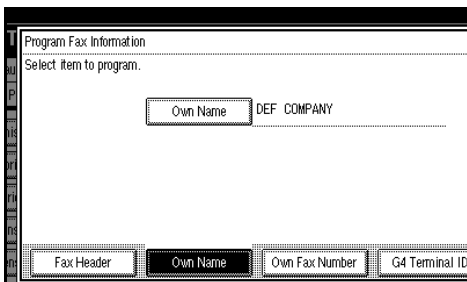 Program Fax Information
Select item to program.
Own Name DEF COMPANY
Fax Header Own Name Own Fax Number G4 Terminal ID